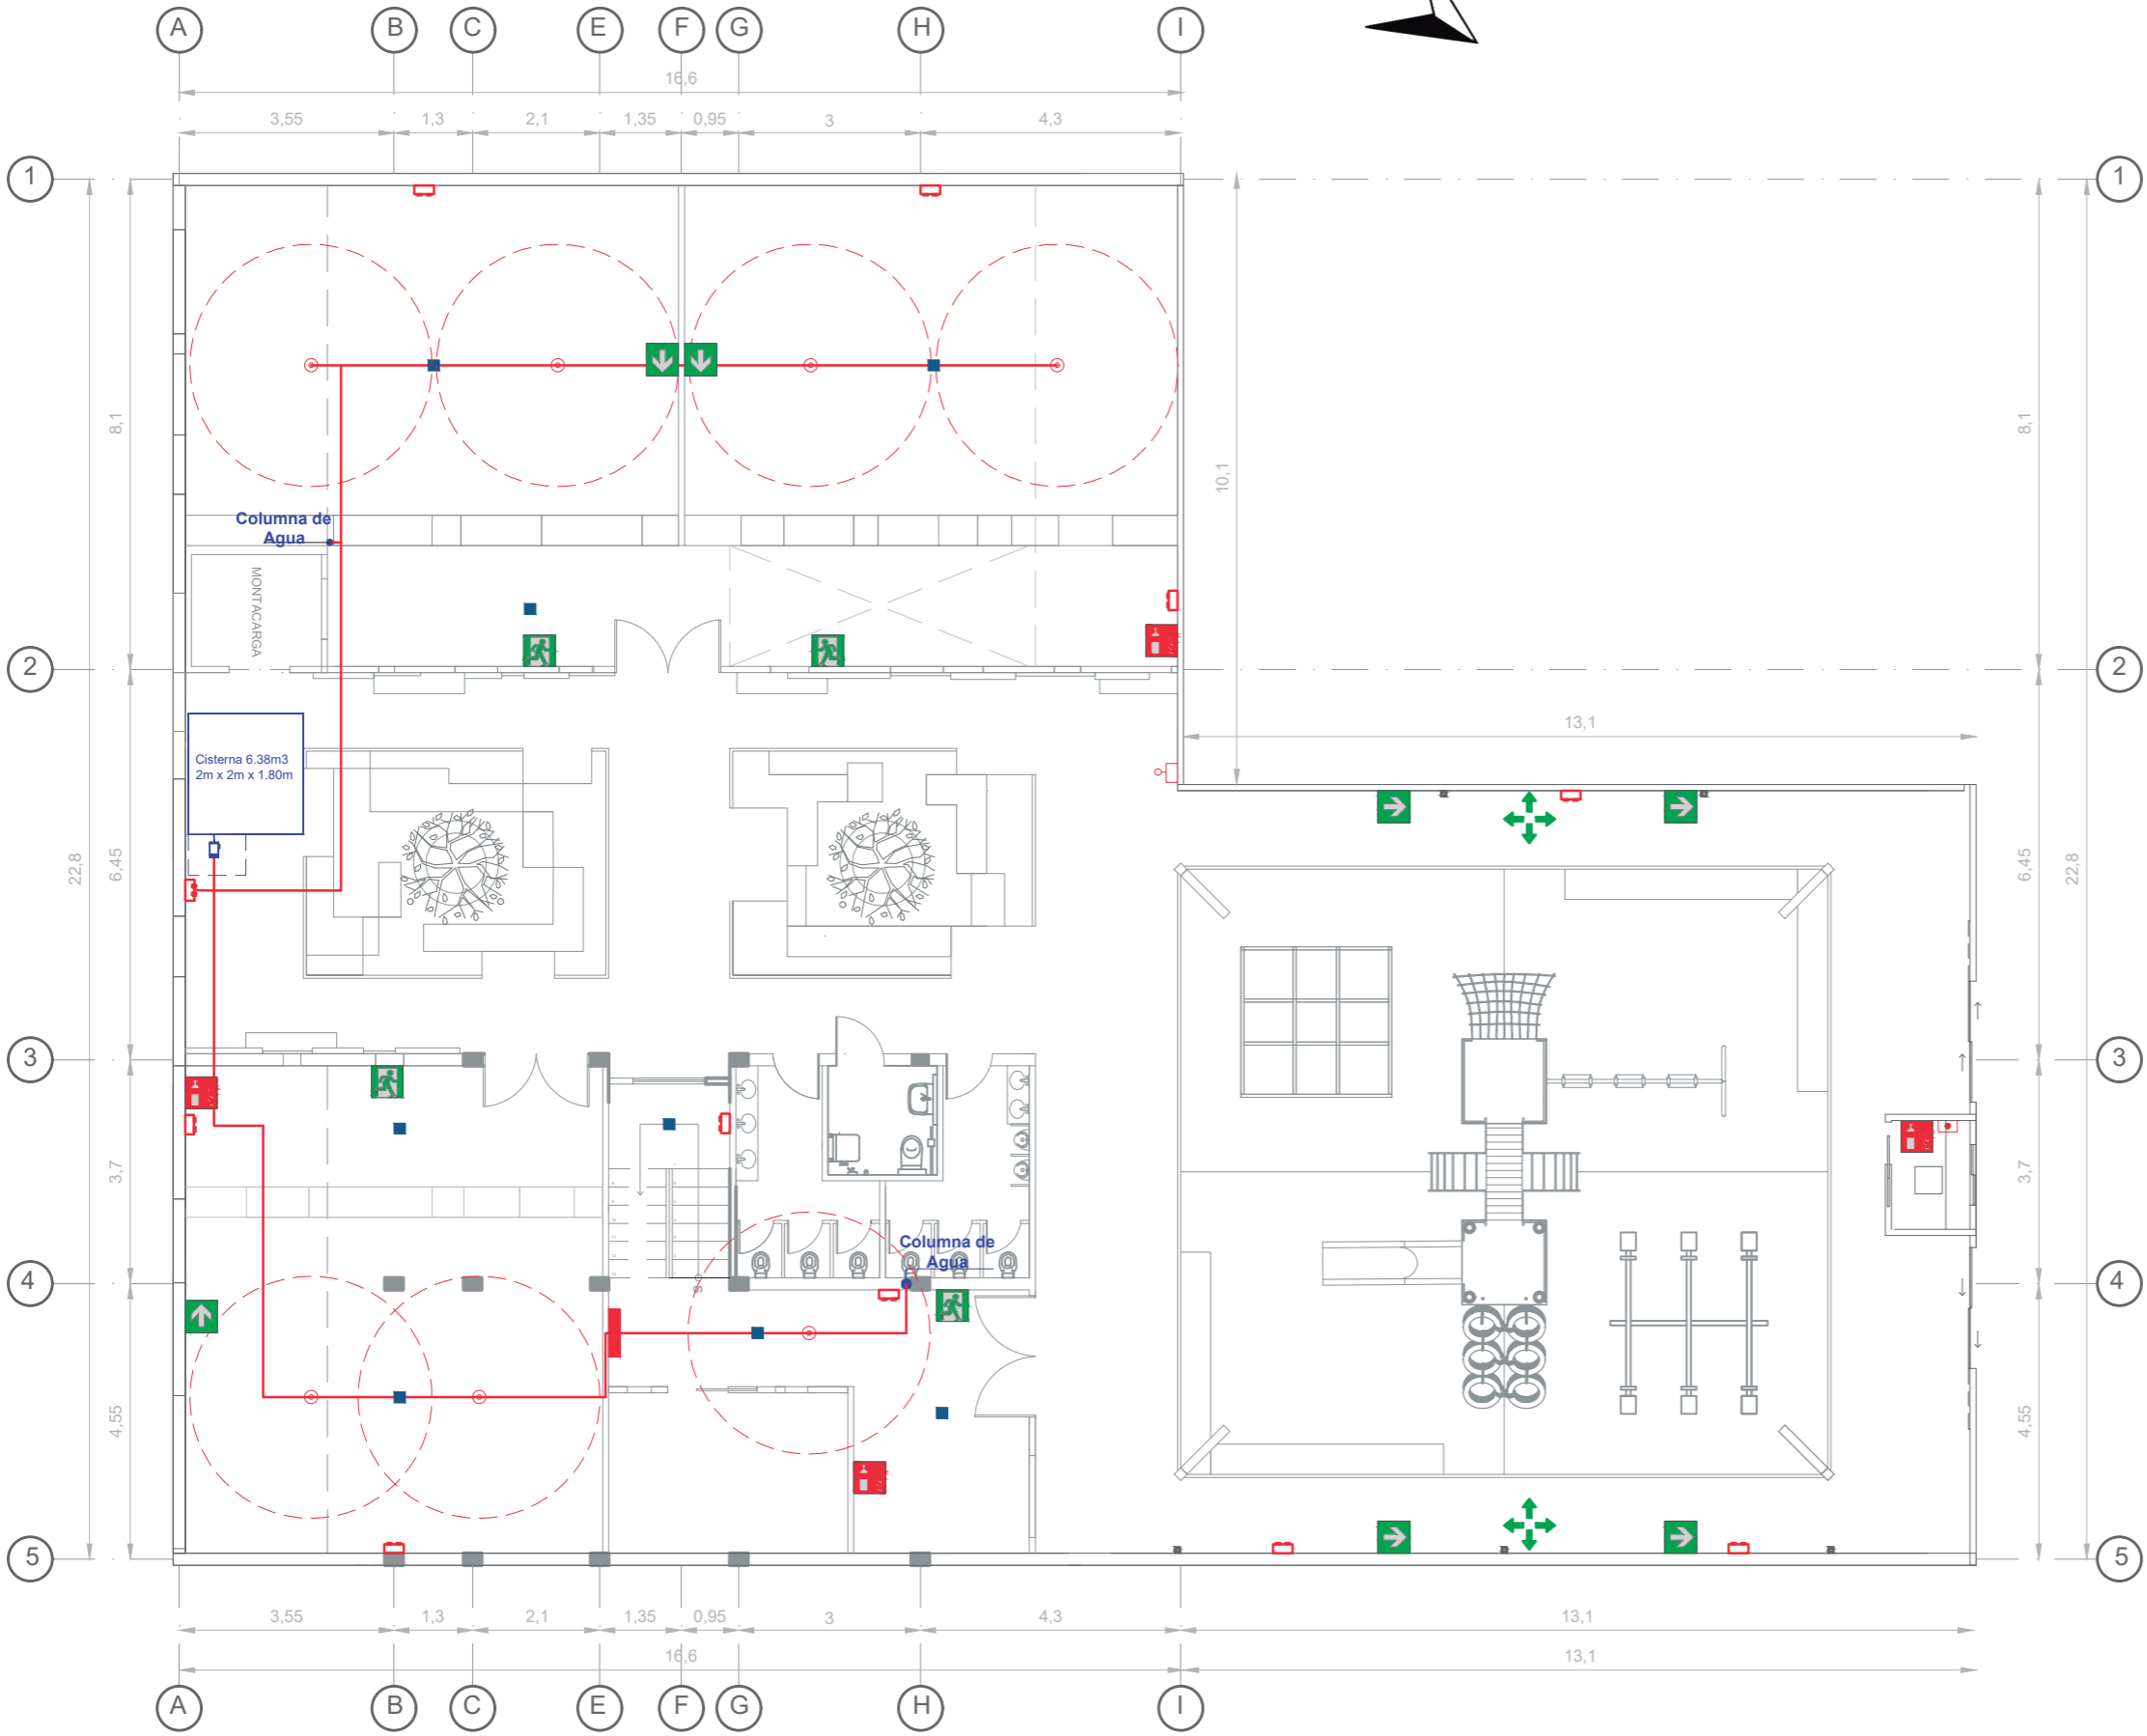 A B C E F G H I
16,6
3,55 1,3 2,1 1,35 0,95 3 4,3
1 1
8,1 10,1 8,1
Columna de
Agua
MONTACARGA
2 2
13,1
Cisterna 6.38m3
2m x 2m x 1.80m
22,8 6,45 6,45 22,8
3 3
3,7 3,7
Columna de
Agua
4 4
S
4,55 4,55
5 5
3,55 1,3 2,1 1,35 0,95 3 4,3 13,1
16,6 13,1
A B C E F G H I